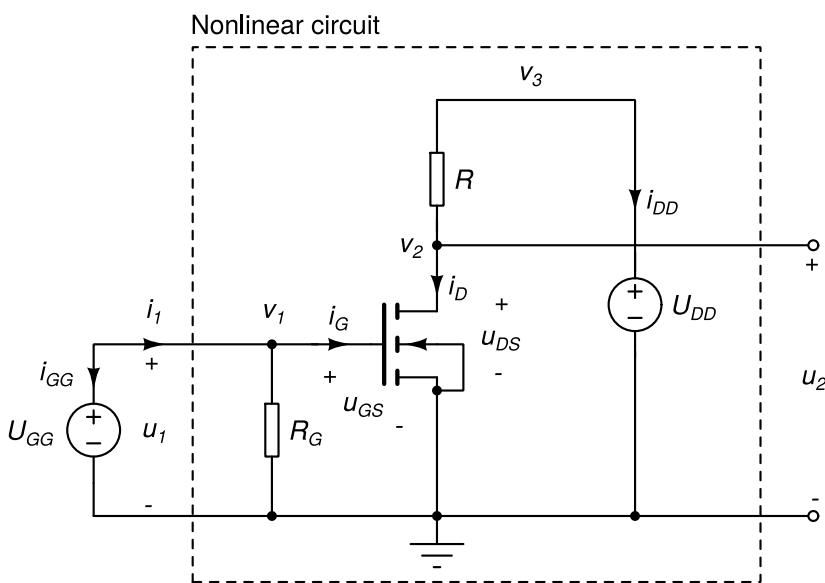 Nonlinear circuit
v3
R
iDD
v2
iD
+
+
i1
v1
iG
+
uDS
UDD
-
iGG
+
+
-
uGS
-
u2
UGG
+
-
u1
RG
-
-